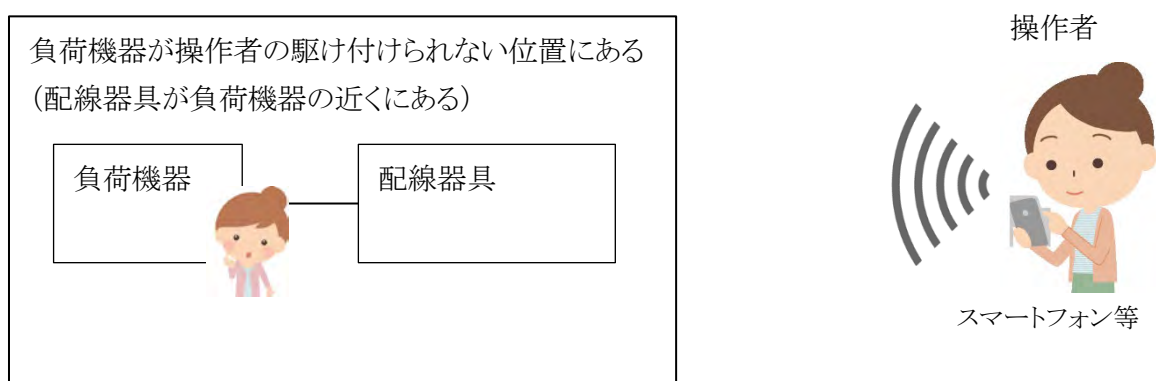 負荷機器が操作者の駆け付けられない位置にある
（配線器具が負荷機器の近くにある）
負荷機器
配線器具
操作者
スマートフォン等